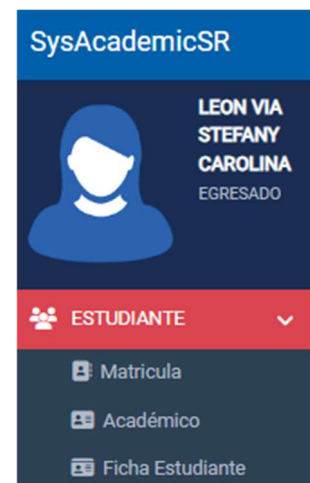 SysAcademicSR
LEON VIA
STEFANY
CAROLINA
EGRESADO
ESTUDIANTE
Matricula
Académico
Ficha Estudiante